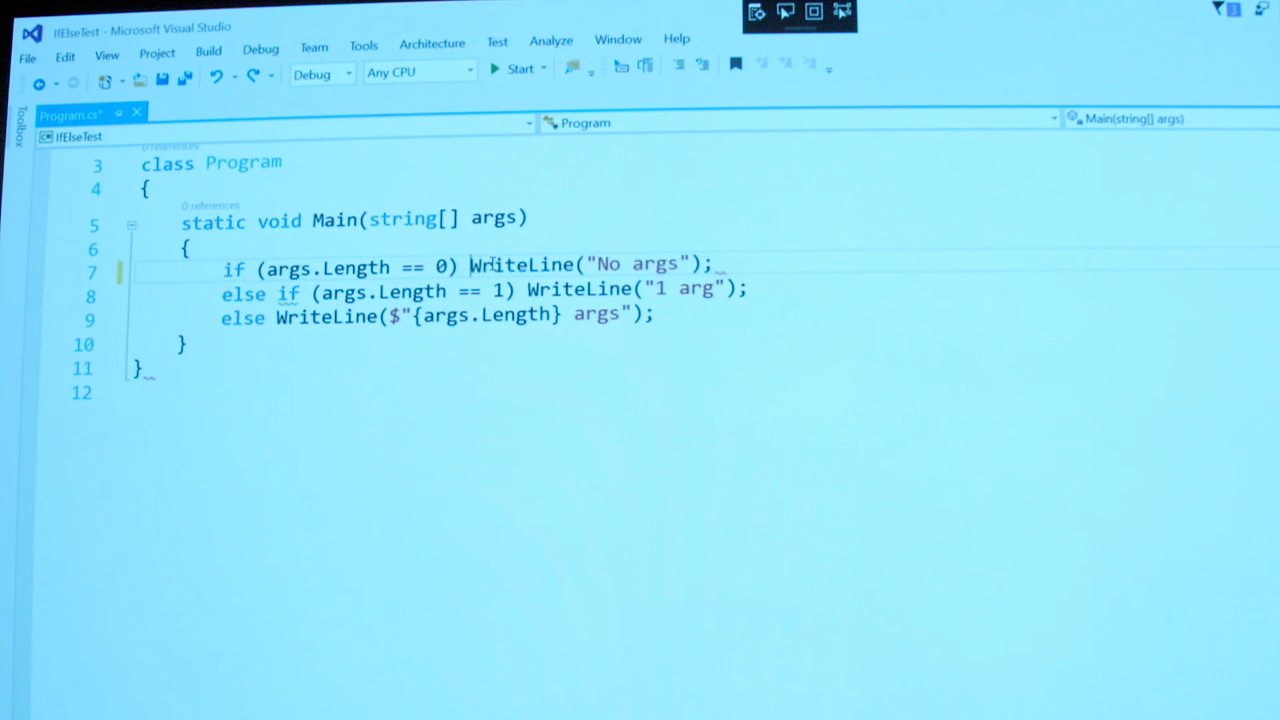 IfElseTest - Microsoft Visual Studio
File Edit View Project Build Debug Team Tools Architecture Test Analyze Window Help
Debug Any CPU Start
Toolbox
Program.cs*
IfElseTest Program Main(string[] args)
0 references
3 class Program
4 {
0 references
5 static void Main(string[] args)
6 {
7 if (args.Length == 0) WriteLine("No args");
8 else if (args.Length == 1) WriteLine("1 arg");
9 else WriteLine($"{args.Length} args");
10 }
11 }
12
3